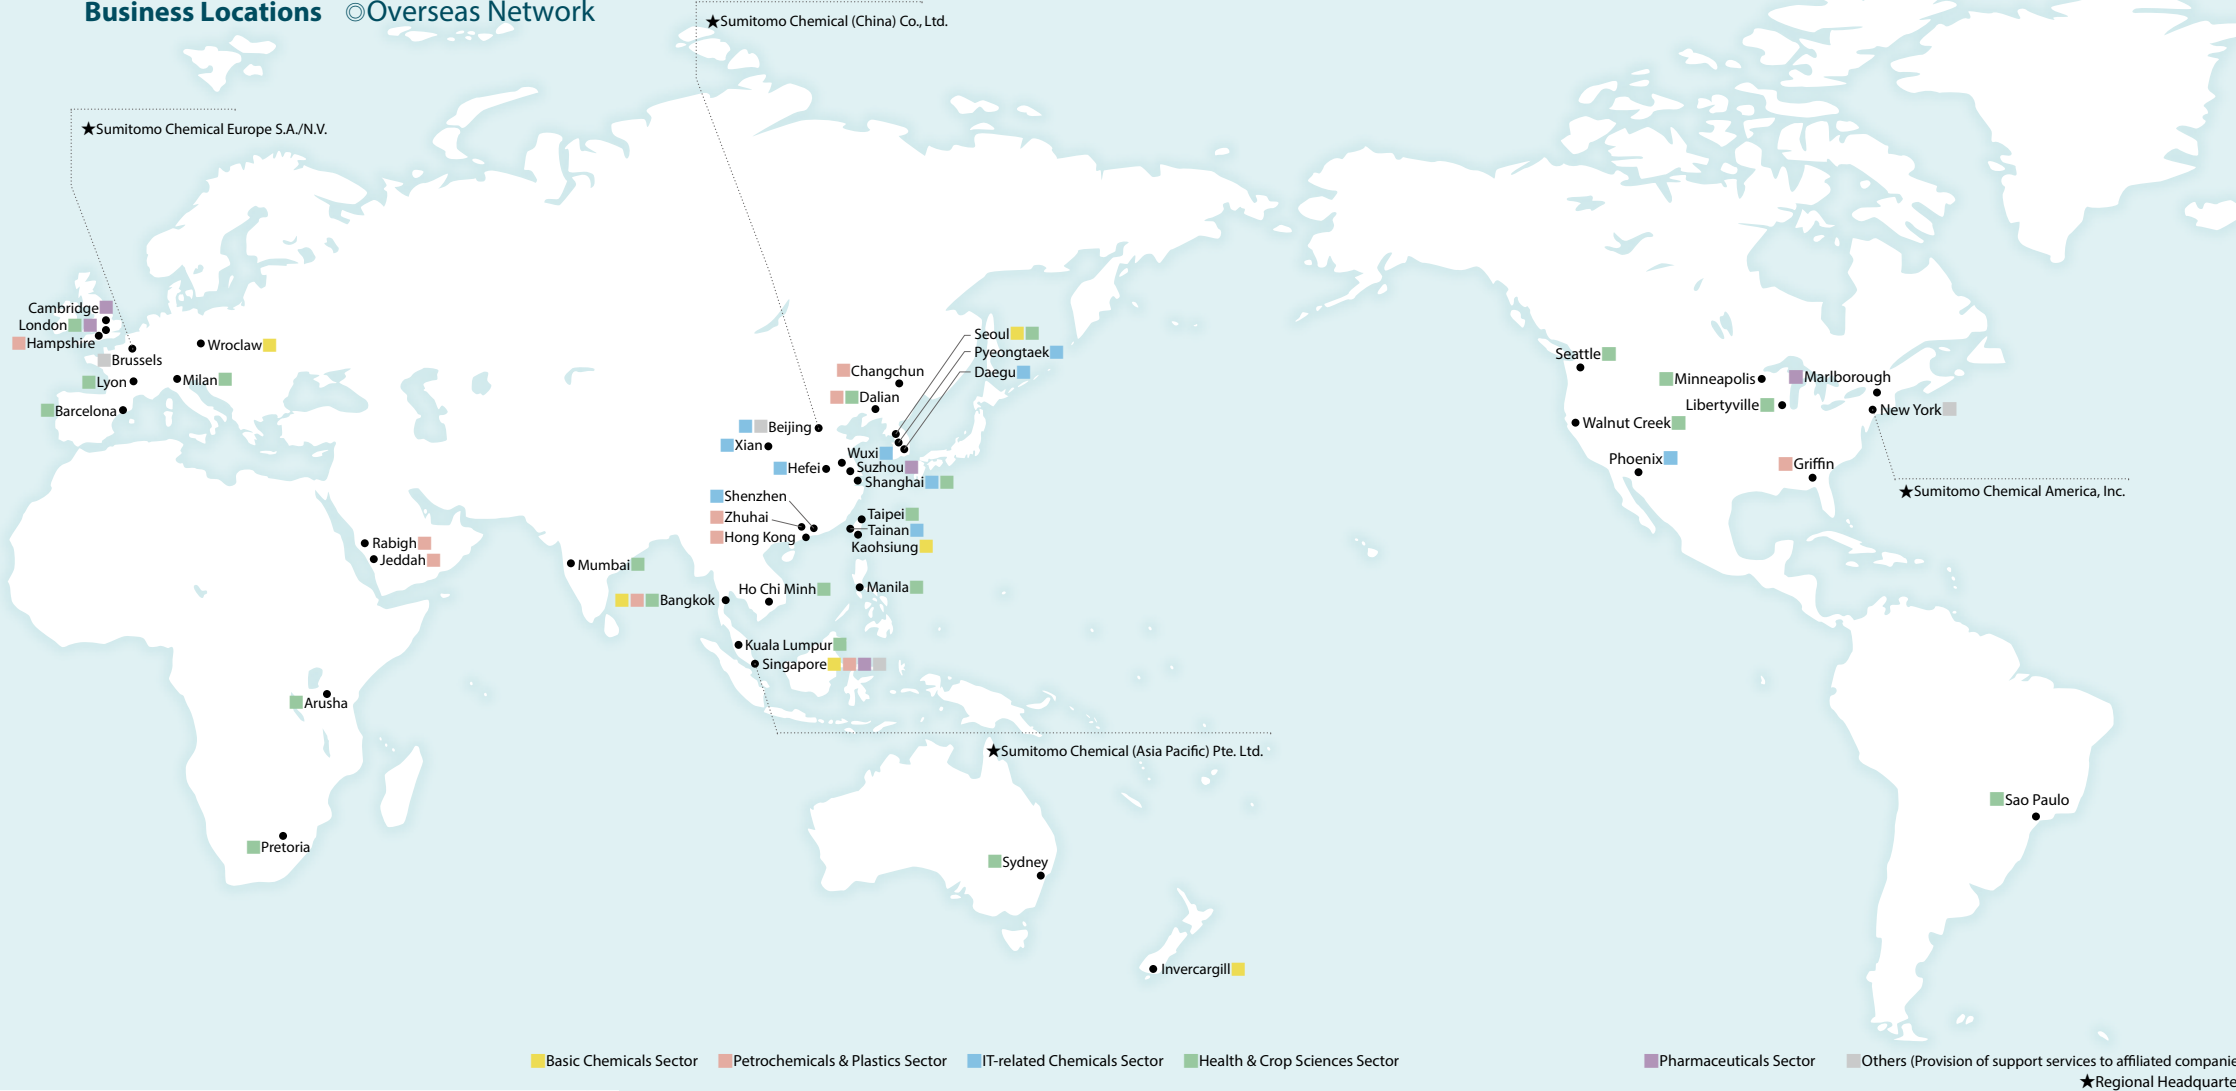 Business Locations ◎Overseas Network
★Sumitomo Chemical (China) Co., Ltd.
★Sumitomo Chemical Europe S.A./N.V.
Cambridge
London
Hampshire
Brussels
Wroclaw
Lyon
Milan
Barcelona
Seoul
Pyeongtaek
Daegu
Changchun
Dalian
Beijing
Xian
Wuxi
Hefei
Suzhou
Shanghai
Shenzhen
Zhuhai
Hong Kong
Taipei
Tainan
Kaohsiung
Rabigh
Jeddah
Mumbai
Ho Chi Minh
Manila
Bangkok
Kuala Lumpur
Singapore
Arusha
★Sumitomo Chemical (Asia Pacific) Pte. Ltd.
Pretoria
Sydney
Invercargill
Seattle
Minneapolis
Marlborough
Libertyville
New York
Walnut Creek
Phoenix
Griffin
★Sumitomo Chemical America, Inc.
Sao Paulo
Basic Chemicals Sector Petrochemicals & Plastics Sector IT-related Chemicals Sector Health & Crop Sciences Sector Pharmaceuticals Sector Others (Provision of support services to affiliated companie
★Regional Headquarte